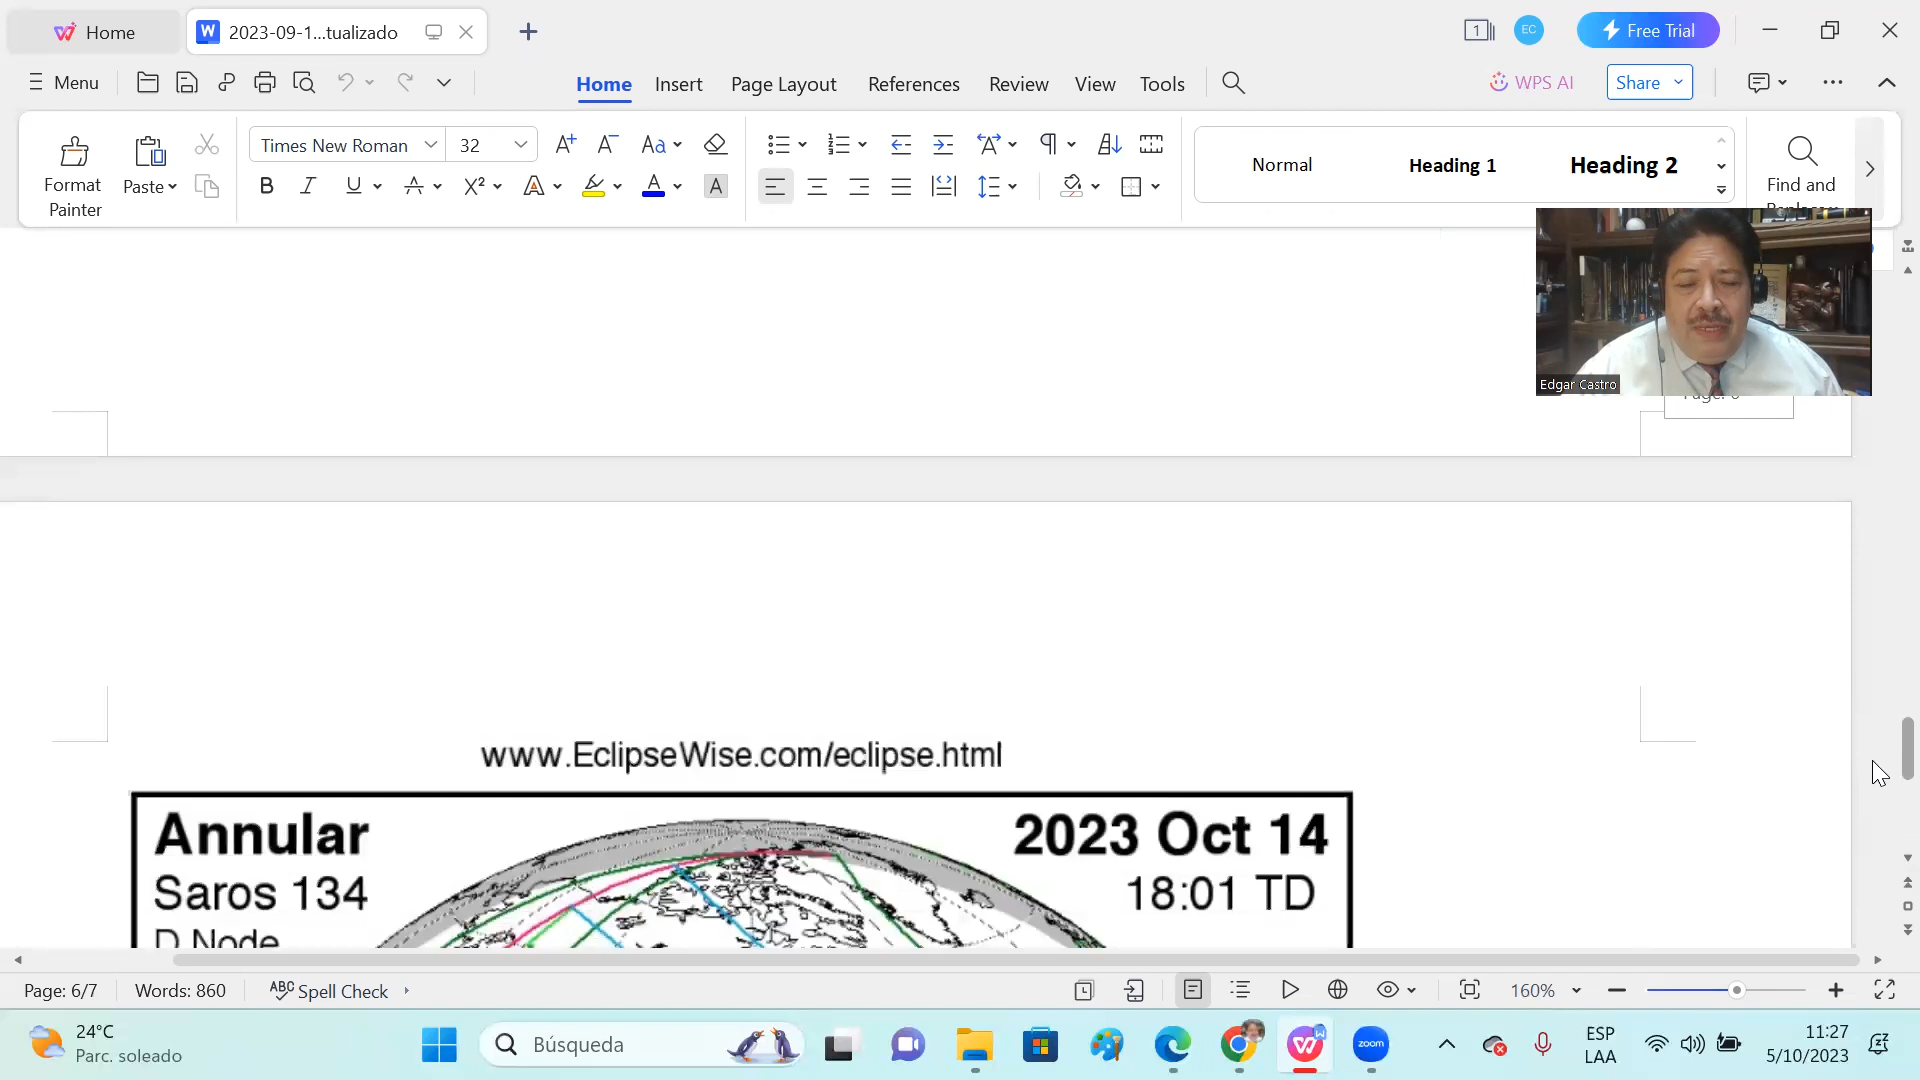 Home
2023-09-1...tualizado
1
EC
Free Trial
Menu
Home
Insert
Page Layout
References
Review
View
Tools
WPS AI
Share
Format
Painter
Paste
Times New Roman
32
Normal
Heading 1
Heading 2
Find and
Edgar Castro
www.EclipseWise.com/eclipse.html
Annular
2023 Oct 14
Saros 134
18:01 TD
D Node
Page: 6/7
Words: 860
Spell Check
160%
24°C
Parc. soleado
Búsqueda
zoom
ESP
LAA
11:27
5/10/2023